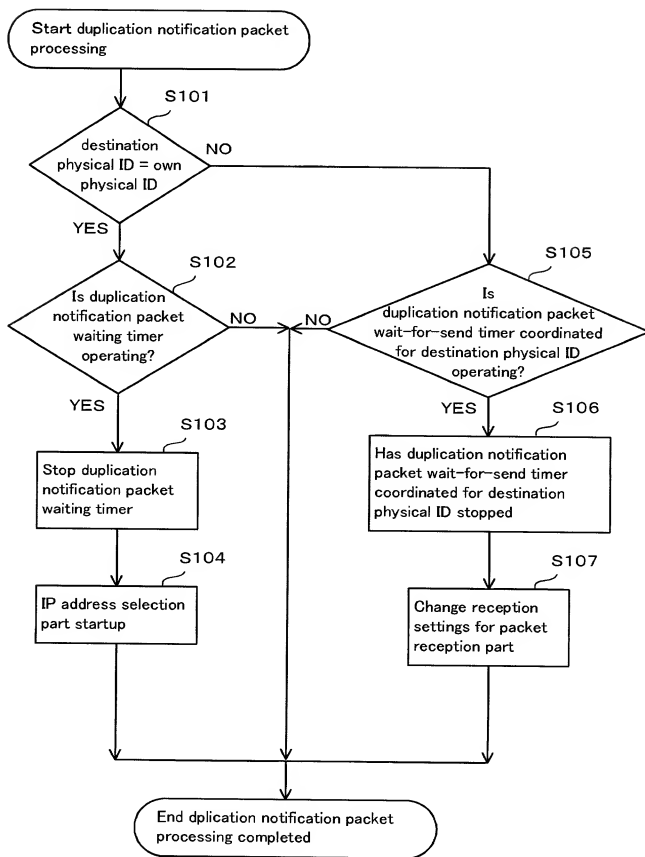 Start duplication notification packet
processing
S101
destination
physical ID = own
physical ID
NO
YES
S102
Is duplication
notification packet
waiting timer
operating?
NO
YES
S103
Stop duplication
notification packet
waiting timer
S104
IP address selection
part startup
S105
Is
duplication notification packet
wait-for-send timer coordinated
for destination physical ID
operating?
NO
YES
S106
Has duplication notification
packet wait-for-send timer
coordinated for destination
physical ID stopped
S107
Change reception
settings for packet
reception part
End dplication notification packet
processing completed